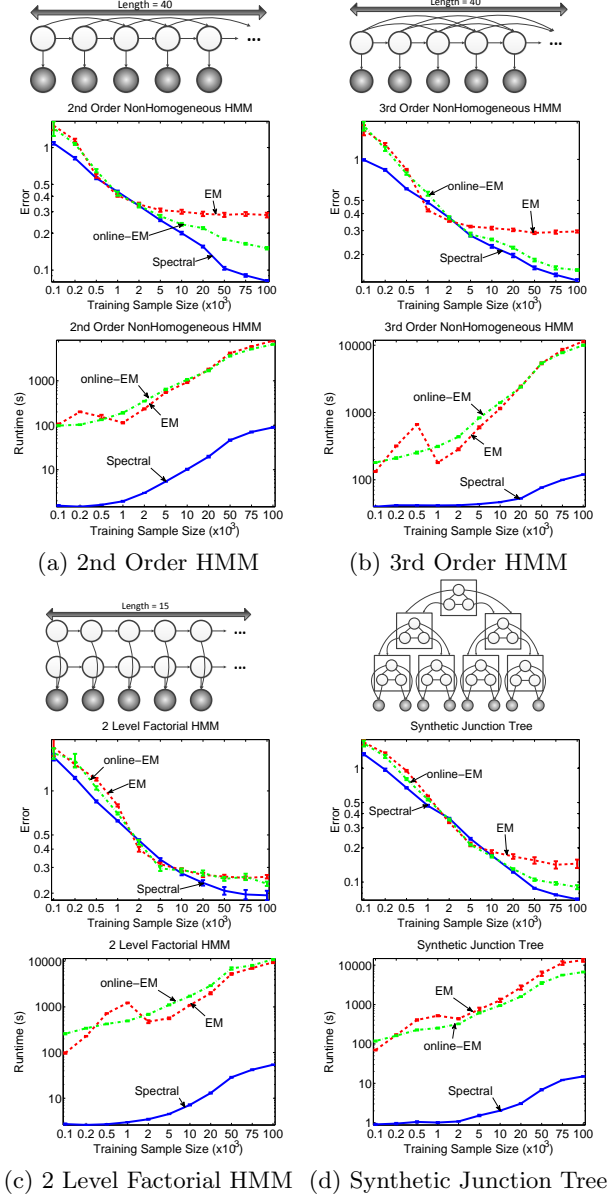 Length = 40
...
2nd Order NonHomogeneous HMM
Error
1
0.5
0.4
0.3
0.2
0.1
EM
online−EM
Spectral
0.1 0.2 0.5 1 2 5 10 20 50 75 100
Training Sample Size (x10³)
2nd Order NonHomogeneous HMM
Runtime (s)
1000
100
10
online−EM
EM
Spectral
0.1 0.2 0.5 1 2 5 10 20 50 75 100
Training Sample Size (x10³)
(a) 2nd Order HMM
Length = 40
...
3rd Order NonHomogeneous HMM
Error
1
0.5
0.4
0.3
0.2
online−EM
EM
Spectral
0.1 0.2 0.5 1 2 5 10 20 50 75 100
Training Sample Size (x10³)
3rd Order NonHomogeneous HMM
Runtime (s)
10000
1000
100
online−EM
EM
Spectral
0.1 0.2 0.5 1 2 5 10 20 50 75 100
Training Sample Size (x10³)
(b) 3rd Order HMM
Length = 15
...
...
2 Level Factorial HMM
Error
1
0.5
0.4
0.3
0.2
online−EM
EM
Spectral
0.1 0.2 0.5 1 2 5 10 20 50 75 100
Training Sample Size (x10³)
2 Level Factorial HMM
Runtime (s)
10000
1000
100
10
online−EM
EM
Spectral
0.1 0.2 0.5 1 2 5 10 20 50 75 100
Training Sample Size (x10³)
(c) 2 Level Factorial HMM
Synthetic Junction Tree
Error
1
0.5
0.4
0.3
0.2
0.1
online−EM
Spectral
EM
0.1 0.2 0.5 1 2 5 10 20 50 75 100
Training Sample Size (x10³)
Synthetic Junction Tree
Runtime (s)
10000
1000
100
10
1
EM
online−EM
Spectral
0.1 0.2 0.5 1 2 5 10 20 50 75 100
Training Sample Size (x10³)
(d) Synthetic Junction Tree